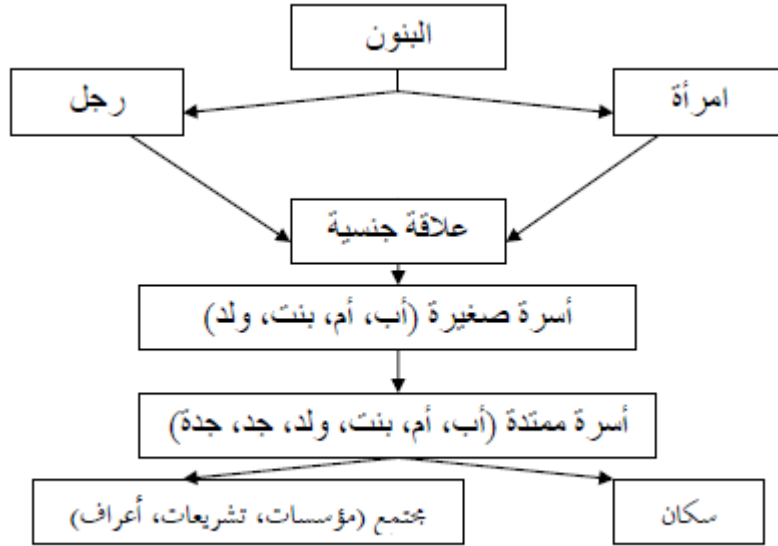 البنون
امرأة
رجل
علاقة جنسية
أسرة صغيرة (أب، أم، بنت، ولد)
أسرة ممتدة (أب، أم، بنت، ولد، جد، جدة)
سكان
مجتمع (مؤسسات، تشريعات، أعراف)